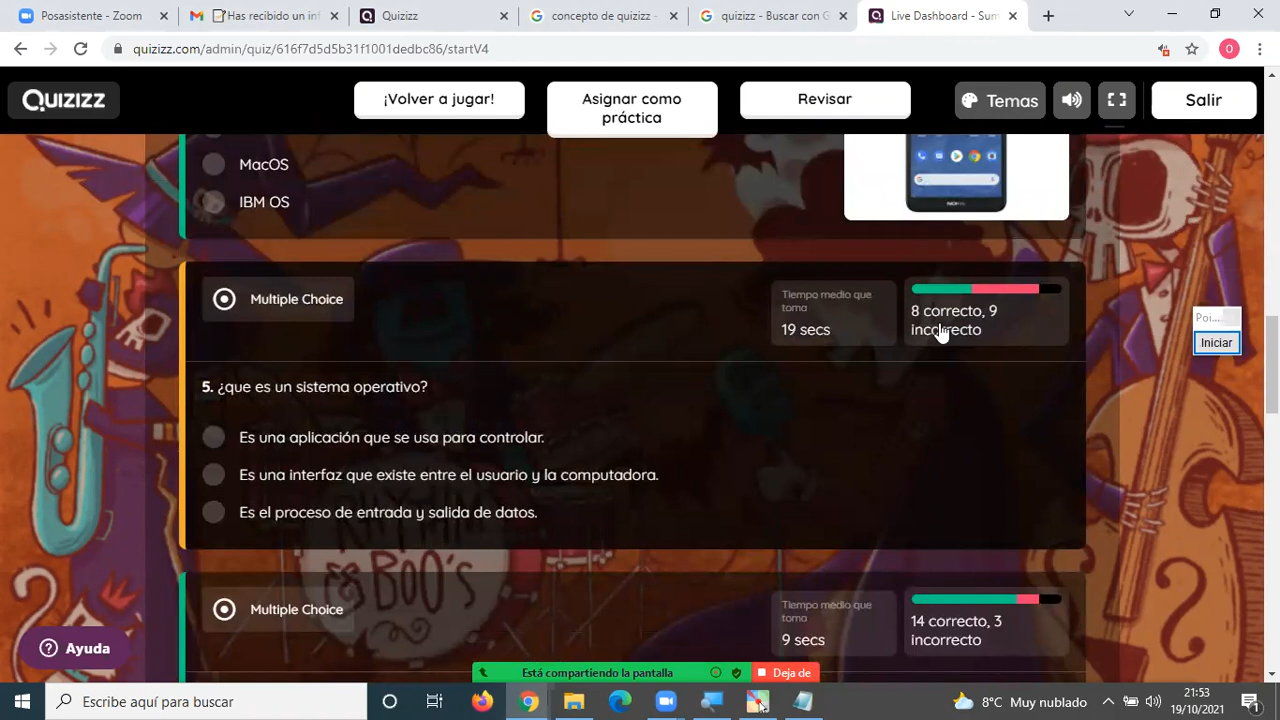 Posasistente - Zoom
Has recibido un in
Quizizz
concepto de quizizz -
quizizz - Buscar con G
Live Dashboard - Sum
quizizz.com/admin/quiz/616f7d5d5b31f1001dedbc86/startV4
O
Quizizz
¡Volver a jugar!
Asignar como
práctica
Revisar
Temas
Salir
MacOS
IBM OS
Multiple Choice
Tiempo medio que
toma
19 secs
8 correcto, 9
incorrecto
Poi...
Iniciar
5. ¿que es un sistema operativo?
Es una aplicación que se usa para controlar.
Es una interfaz que existe entre el usuario y la computadora.
Es el proceso de entrada y salida de datos.
RHYTHM
BOO'S
Multiple Choice
Tiempo medio que
toma
9 secs
14 correcto, 3
incorrecto
Ayuda
Está compartiendo la pantalla
Deja de
Escribe aquí para buscar
8°C Muy nublado
21:53
19/10/2021
1